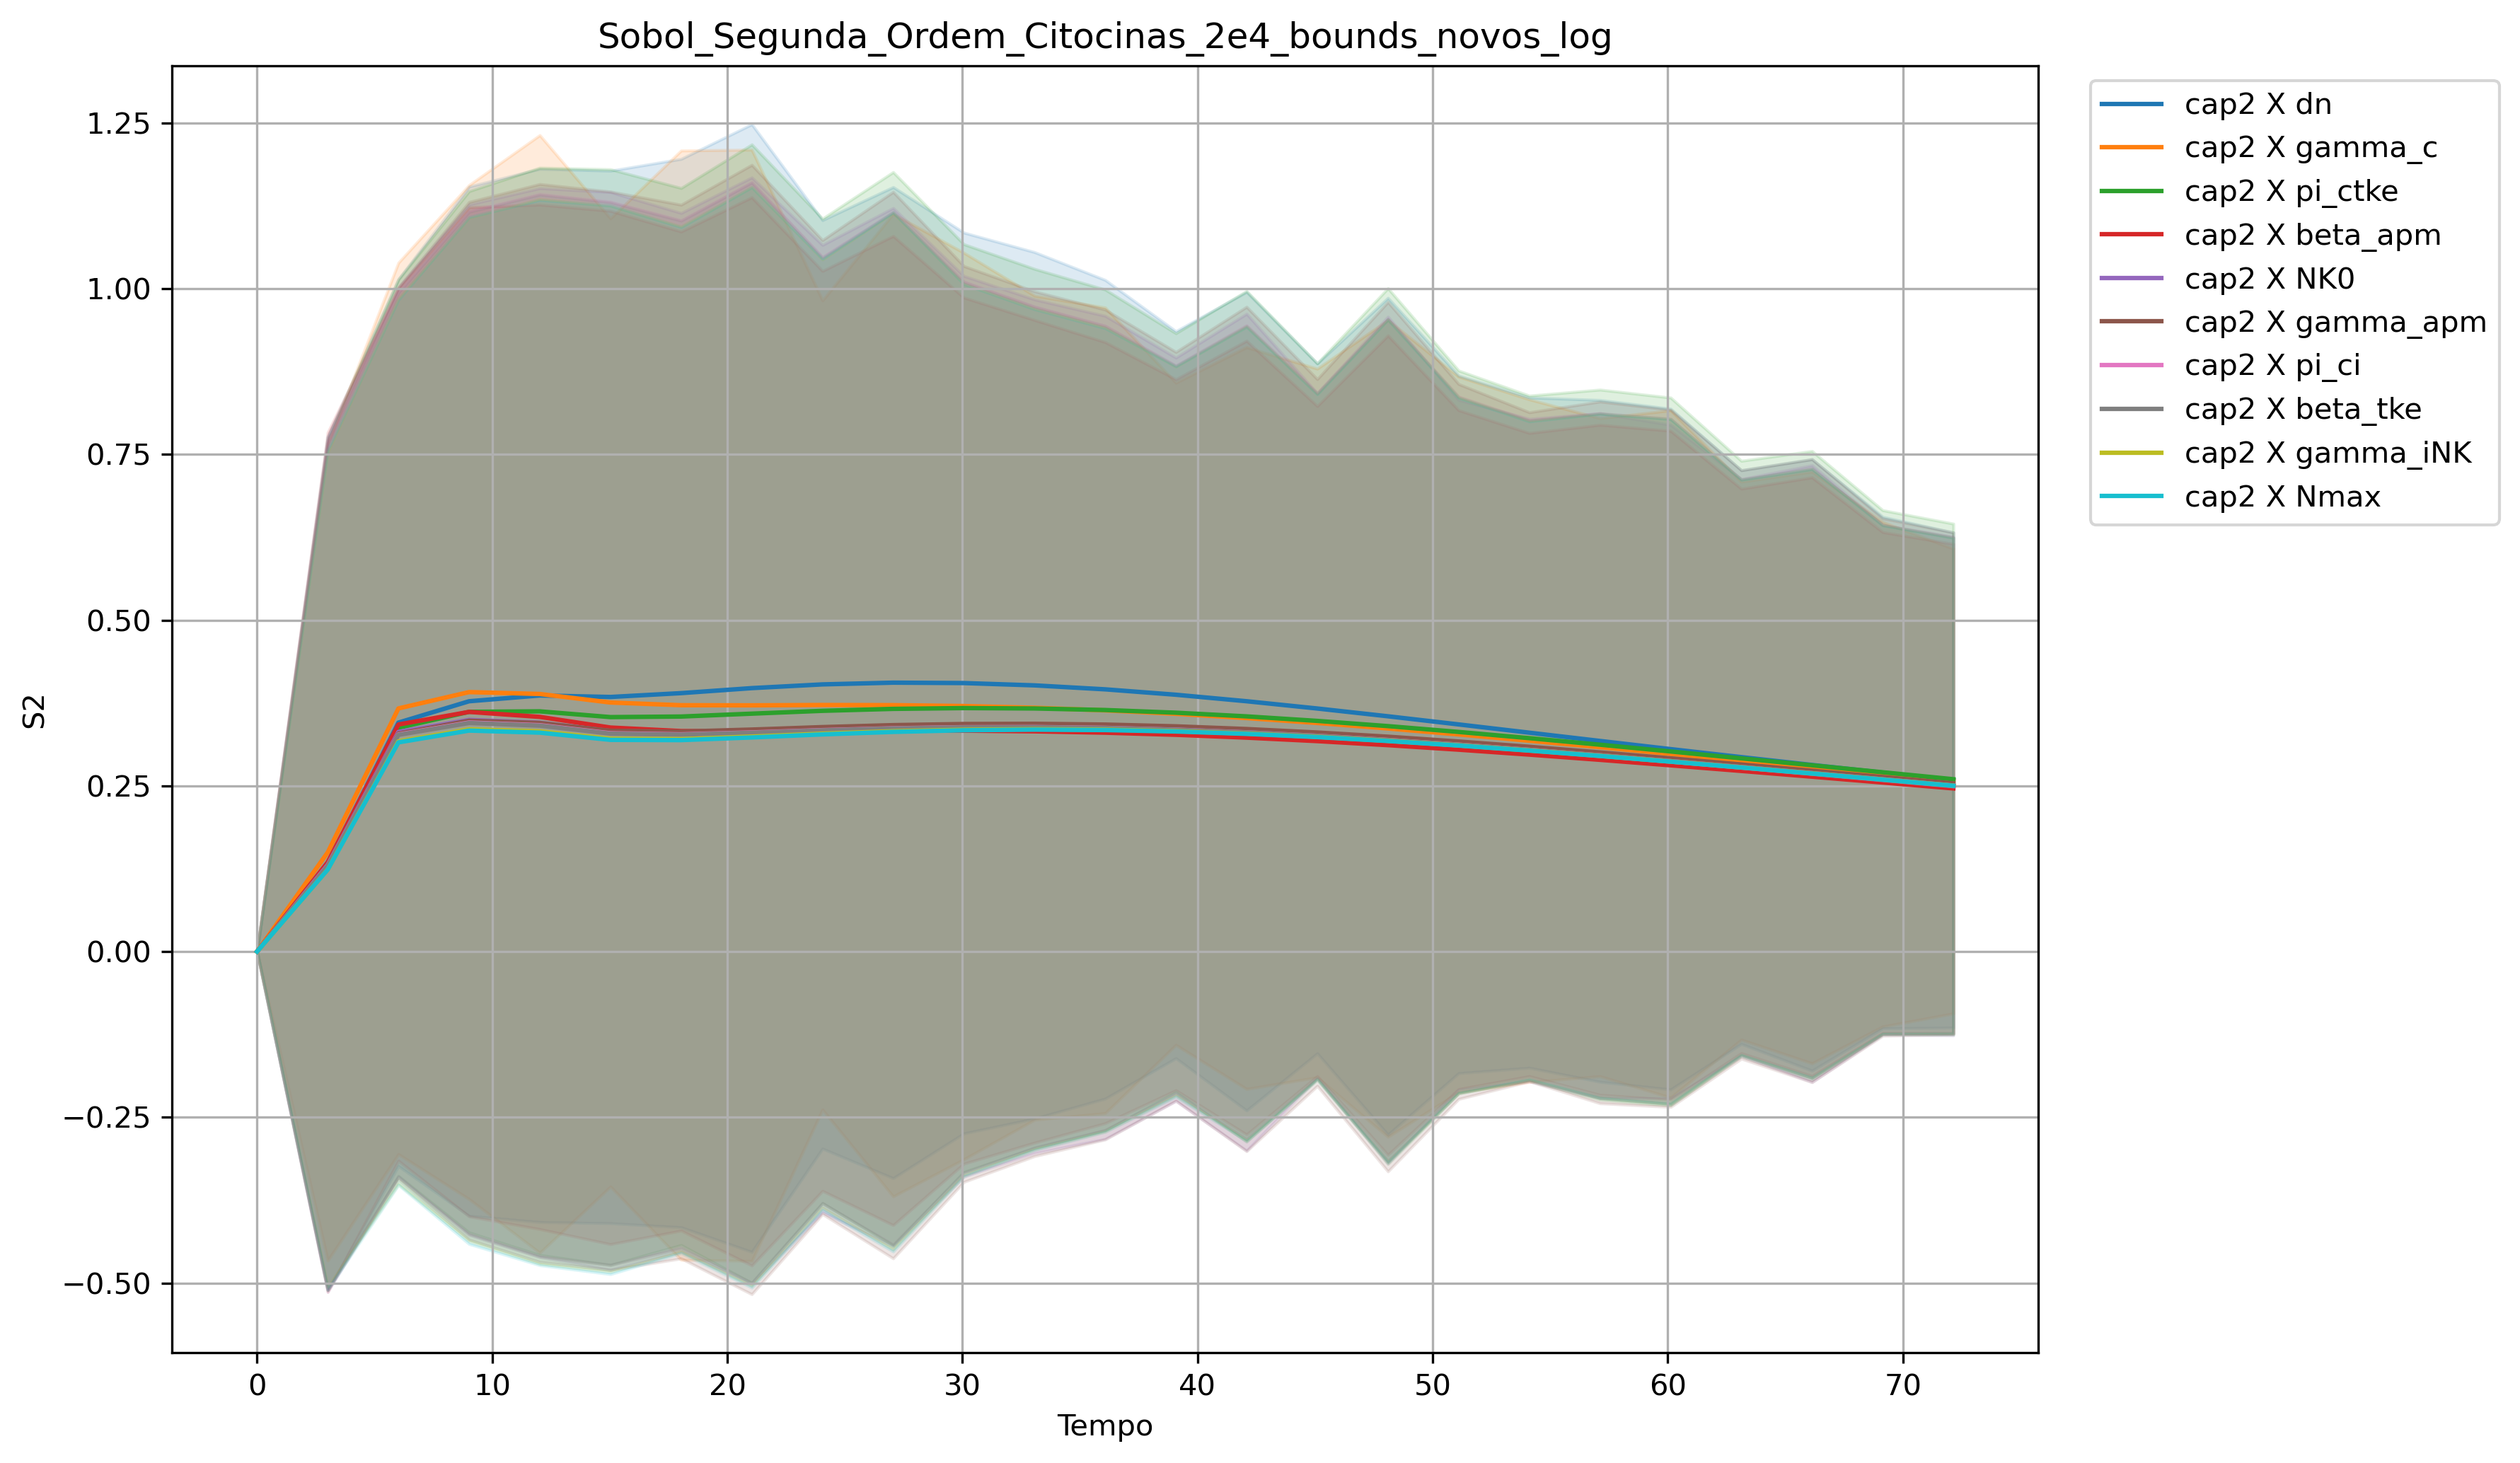 Sobol_Segunda_Ordem_Citocinas_2e4_bounds_novos_log
1.25
1.00
0.75
0.50
0.25
0.00
−0.25
−0.50
S2
0 10 20 30 40 50 60 70
Tempo
cap2 X dn
cap2 X gamma_c
cap2 X pi_ctke
cap2 X beta_apm
cap2 X NK0
cap2 X gamma_apm
cap2 X pi_ci
cap2 X beta_tke
cap2 X gamma_iNK
cap2 X Nmax